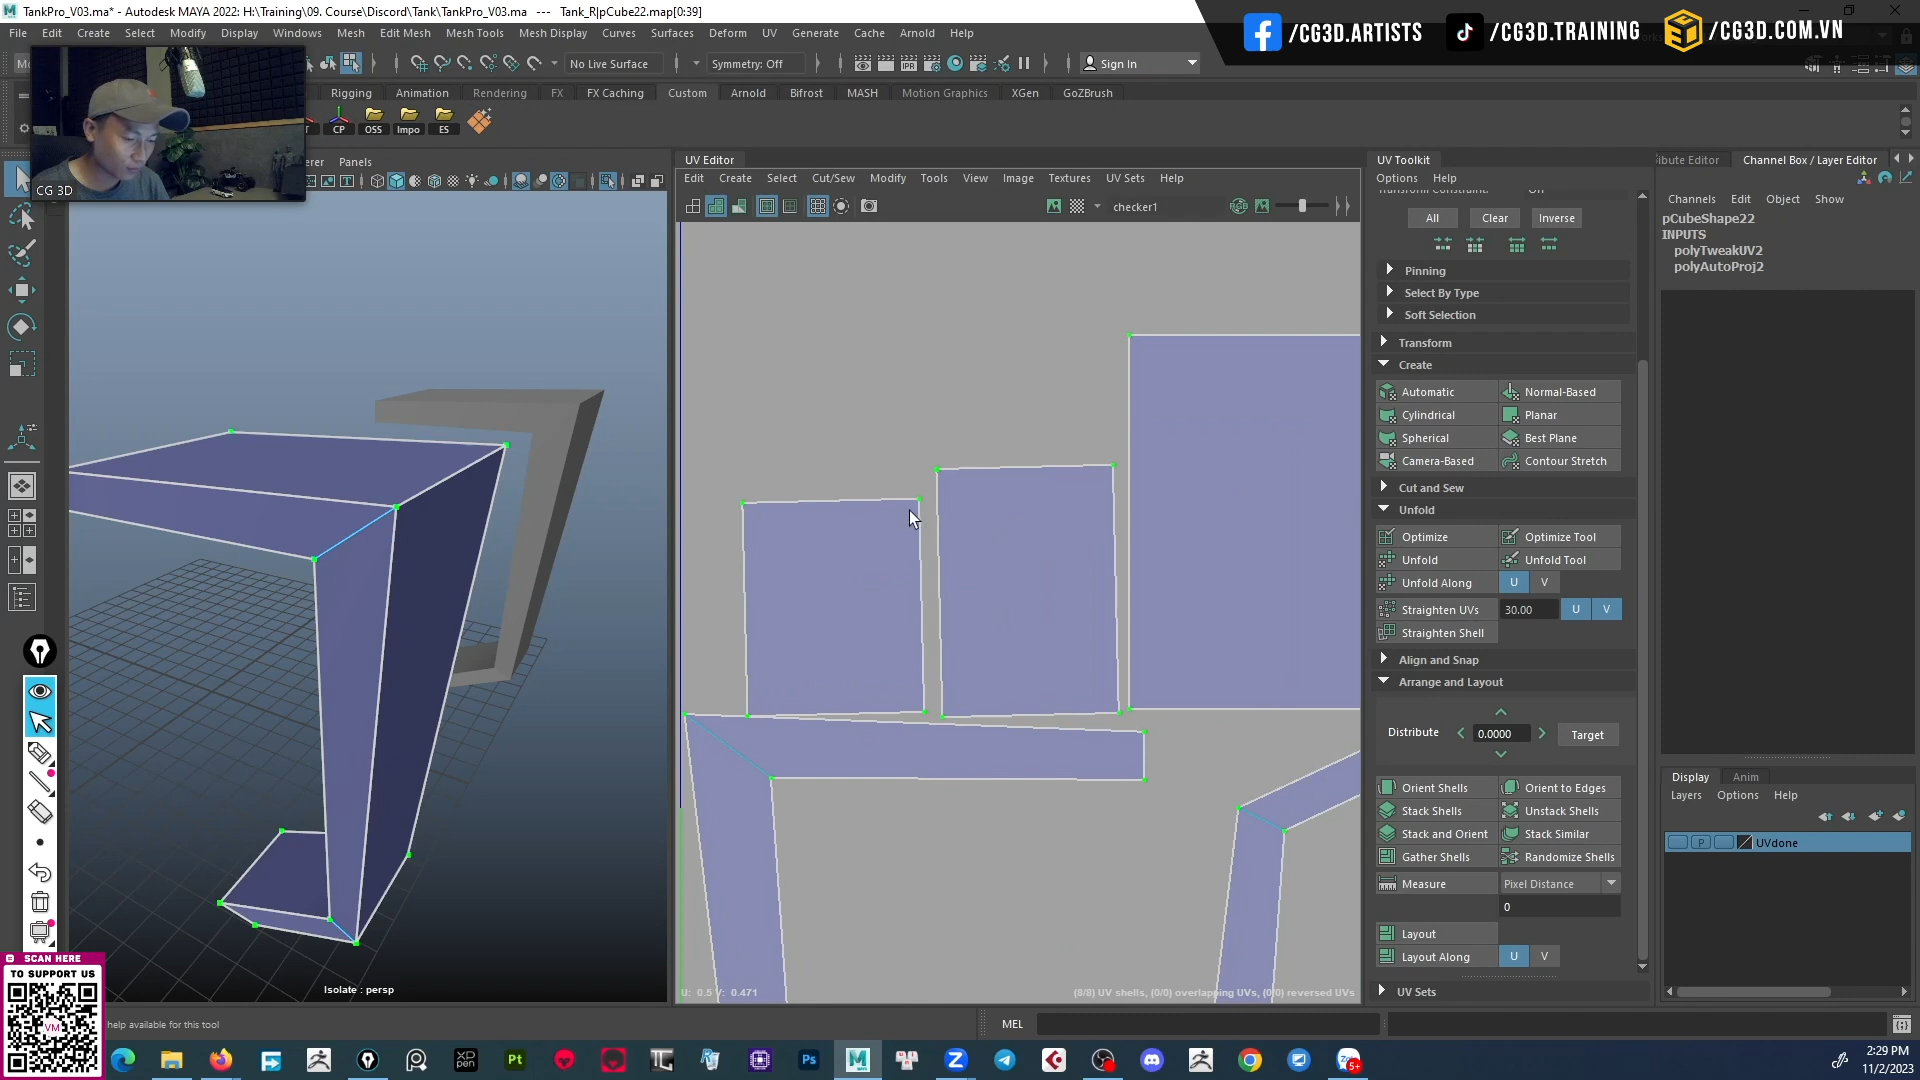 TankPro_V03.ma* - Autodesk MAYA 2022: H:\Training\09. Course\Discord\Tank\TankPro_V03.ma --- Tank_R|pCube22.map[0:39]
/CG3D.ARTISTS /CG3D.TRAINING /CG3D.COM.VN
File Edit Create Select Modify Display Windows Mesh Edit Mesh Mesh Tools Mesh Display Curves Surfaces Deform UV Generate Cache Arnold Help
No Live Surface Symmetry: Off IPR Sign In
Rigging Animation Rendering FX FX Caching Custom Arnold Bifrost MASH Motion Graphics XGen GoZBrush
CP OSS Impo ES
CG 3D
Panels
UV Editor
Edit Create Select Cut/Sew Modify Tools View Image Textures UV Sets Help
checker1
UV Toolkit
Options Help
All Clear Inverse
Pinning
Select By Type
Soft Selection
Transform
Create
Automatic Normal-Based
Cylindrical Planar
Spherical Best Plane
Camera-Based Contour Stretch
Cut and Sew
Unfold
Optimize Optimize Tool
Unfold Unfold Tool
Unfold Along U V
Straighten UVs 30.00 U V
Straighten Shell
Align and Snap
Arrange and Layout
Distribute 0.0000 Target
Orient Shells Orient to Edges
Stack Shells Unstack Shells
Stack and Orient Stack Similar
Gather Shells Randomize Shells
Measure Pixel Distance
0
Layout
Layout Along U V
UV Sets
Channel Box / Layer Editor
Channels Edit Object Show
pCubeShape22
INPUTS
polyTweakUV2
polyAutoProj2
Display Anim
Layers Options Help
P UVdone
Isolate : persp
U: 0.5 V: 0.471 (8/8) UV shells, (0/0) overlapping UVs, (0/0) reversed UVs
SCAN HERE
TO SUPPORT US
VM
help available for this tool
MEL
Pt Ps M Z 5+
2:29 PM
11/2/2023